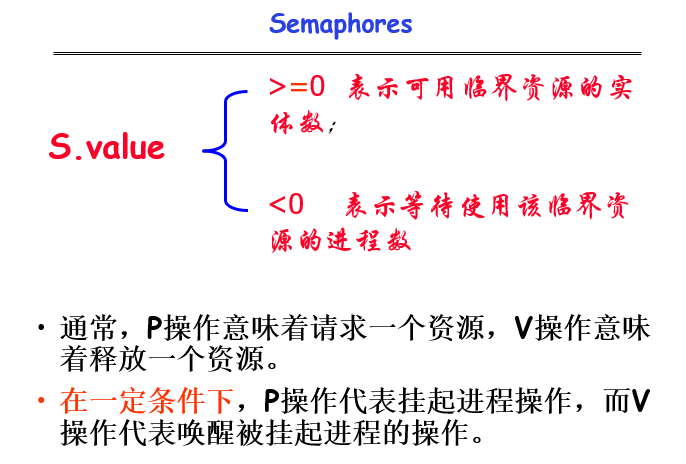 Semaphores
>=0 表示可用临界资源的实
体数;
S.value
<0 表示等待使用该临界资
源的进程数
• 通常，P操作意味着请求一个资源，V操作意味
着释放一个资源。
• 在一定条件下，P操作代表挂起进程操作，而V
操作代表唤醒被挂起进程的操作。